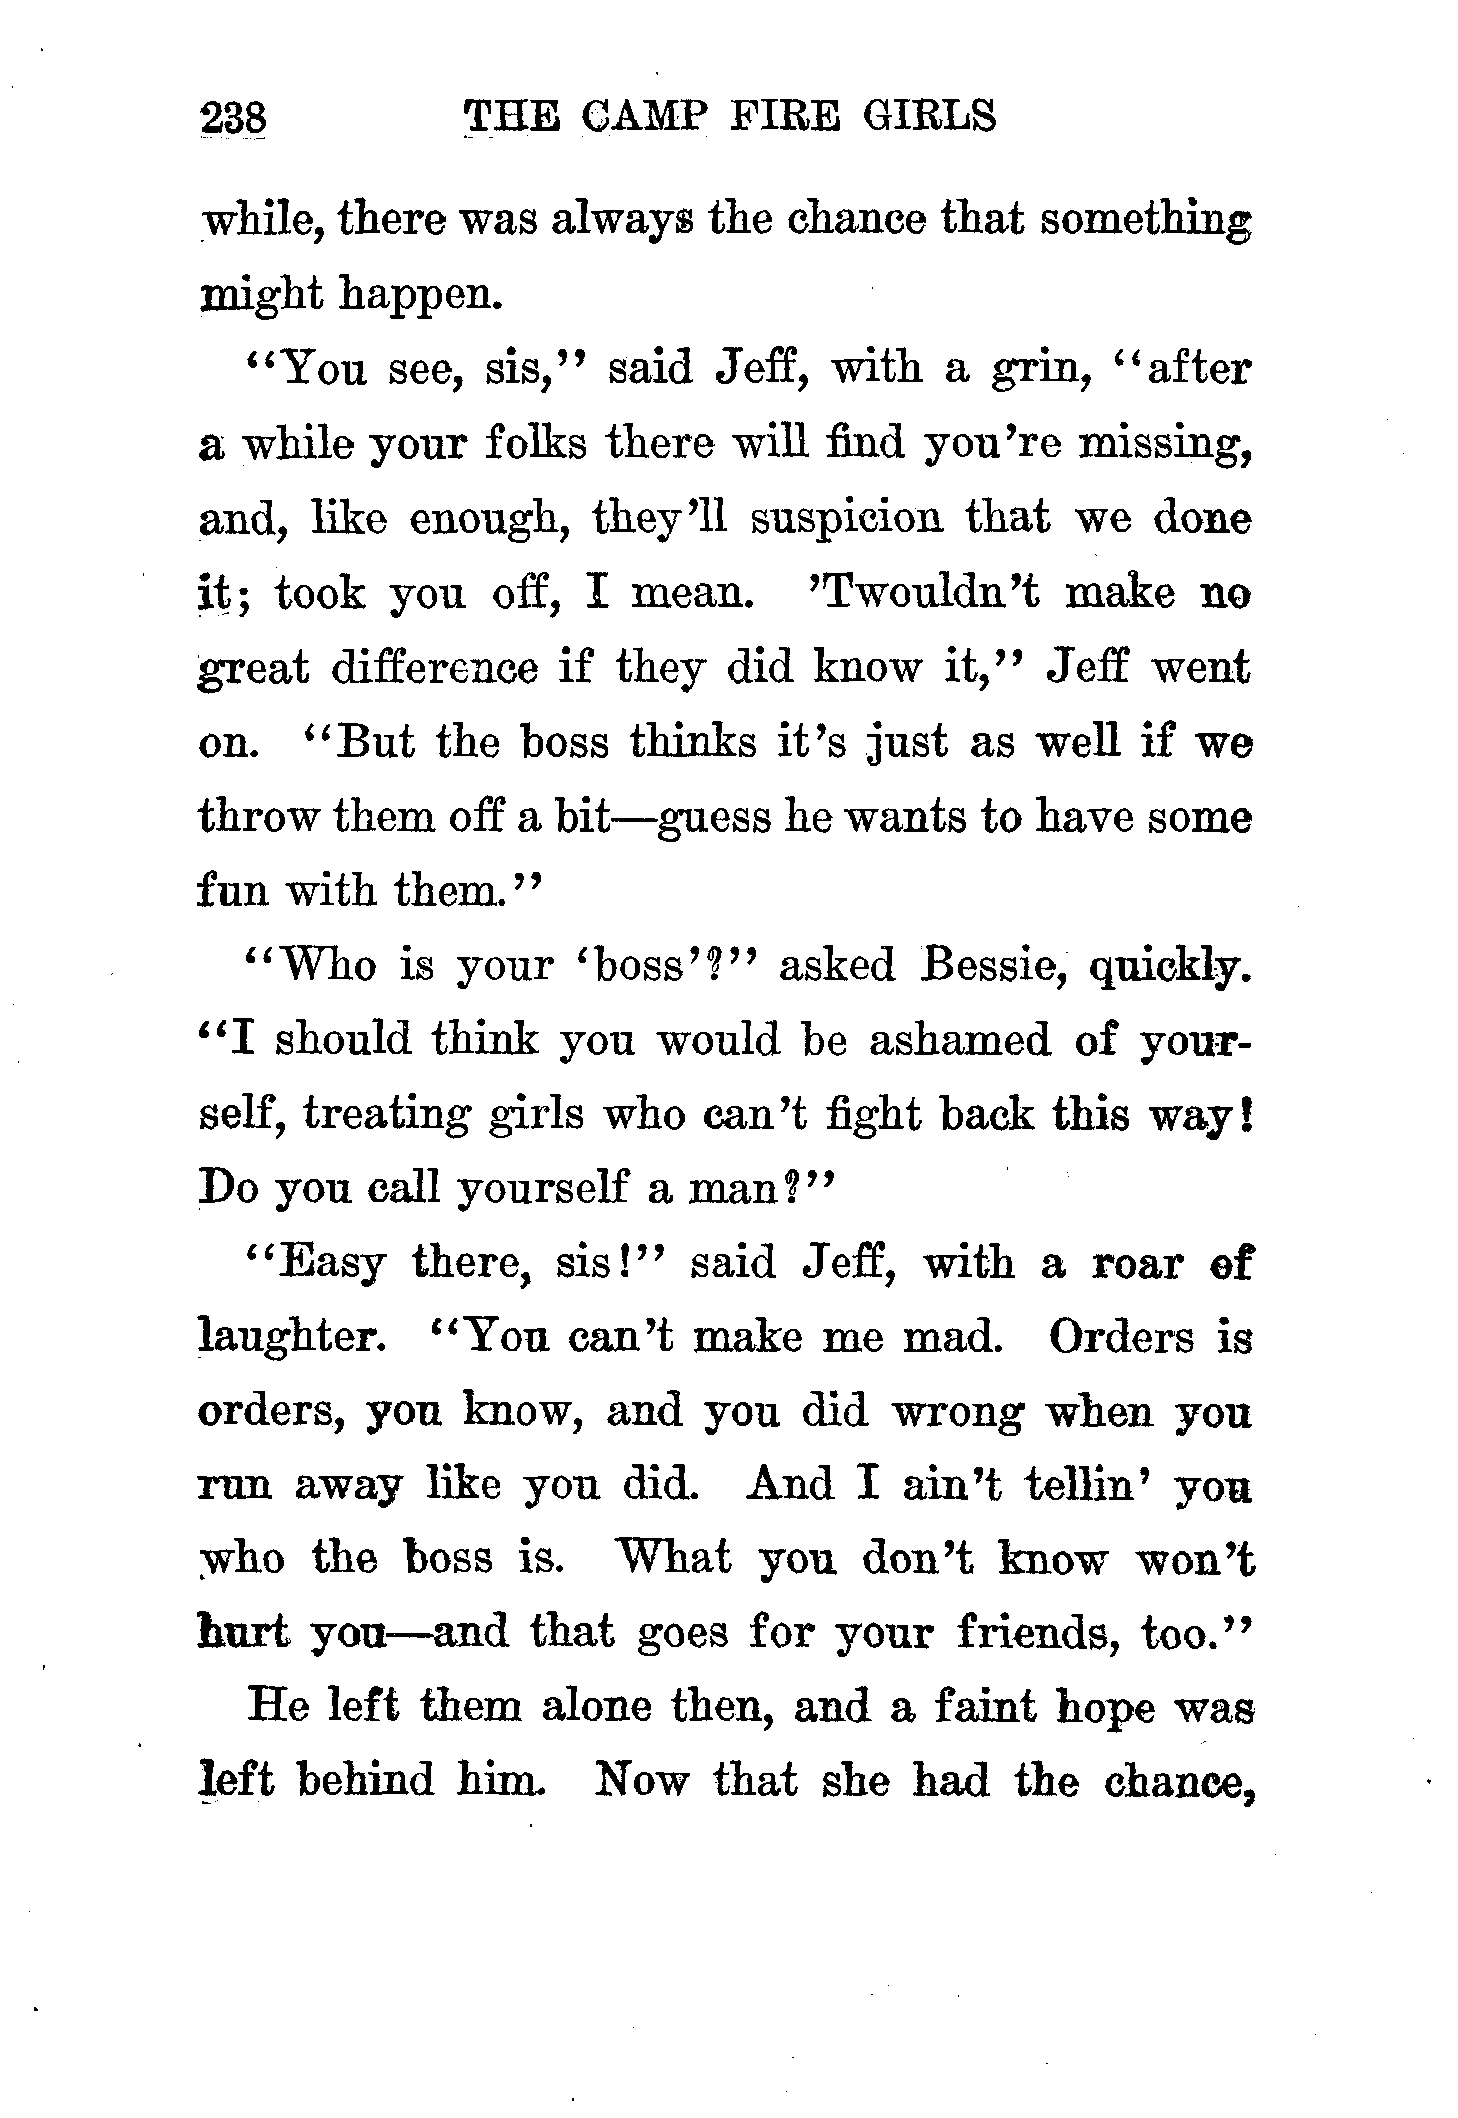 238 THE CAMP FIRE GIRLS
while, there was always the chance that something
might happen.
“You see, sis,” said Jeff, with a grin, “after
a while your folks there will find you’re missing,
and, like enough, they’ll suspicion that we done
it; took you off, I mean. ’Twouldn’t make no
great difference if they did know it,” Jeff went
on. “But the boss thinks it’s just as well if we
throw them off a bit—guess he wants to have some
fun with them.”
“Who is your ‘boss’?” asked Bessie, quickly.
“I should think you would be ashamed of your-
self, treating girls who can’t fight back this way!
Do you call yourself a man?”
“Easy there, sis!” said Jeff, with a roar of
laughter. “You can’t make me mad. Orders is
orders, you know, and you did wrong when you
run away like you did. And I ain’t tellin’ you
who the boss is. What you don’t know won’t
hurt you—and that goes for your friends, too.”
He left them alone then, and a faint hope was
left behind him. Now that she had the chance,